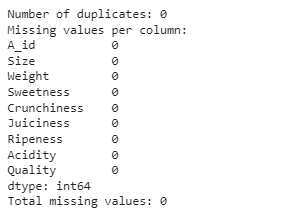 Number of duplicates: 0
Missing values per column:
A_id           0
Size           0
Weight         0
Sweetness      0
Crunchiness    0
Juiciness      0
Ripeness       0
Acidity        0
Quality        0
dtype: int64
Total missing values: 0